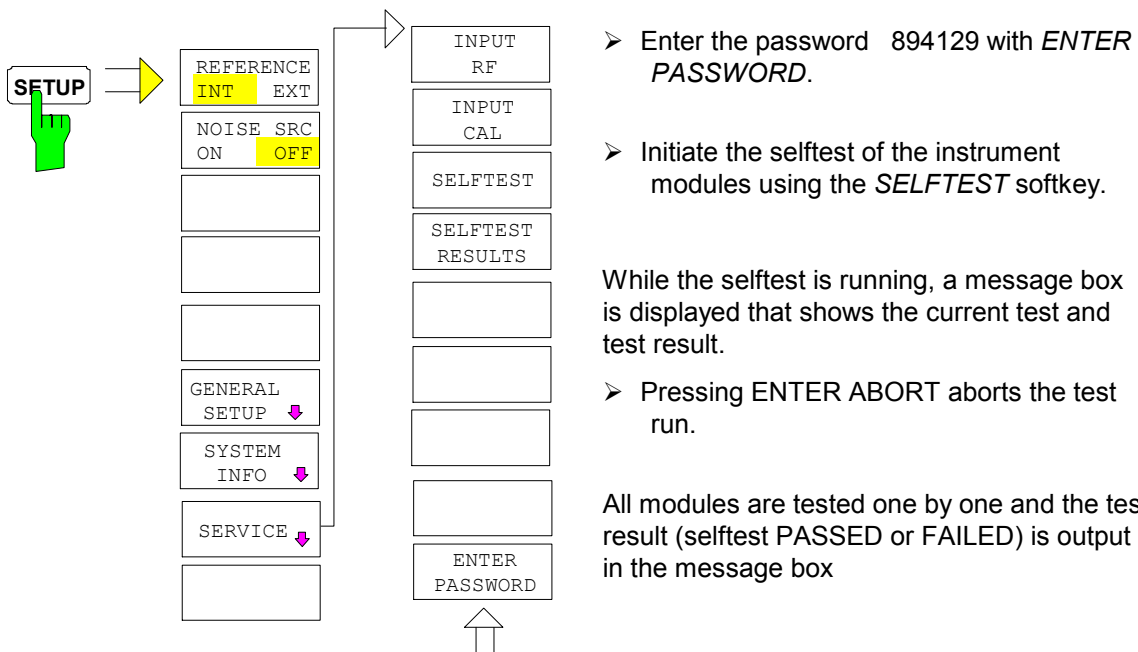 SETUP
REFERENCE
INT EXT
NOISE SRC
ON OFF
GENERAL
SETUP
SYSTEM
INFO
SERVICE
INPUT
RF
INPUT
CAL
SELFTEST
SELFTEST
RESULTS
ENTER
PASSWORD
➢ Enter the password 894129 with ENTER
PASSWORD.
➢ Initiate the selftest of the instrument
modules using the SELFTEST softkey.
While the selftest is running, a message box
is displayed that shows the current test and
test result.
➢ Pressing ENTER ABORT aborts the test
run.
All modules are tested one by one and the tes
result (selftest PASSED or FAILED) is output
in the message box